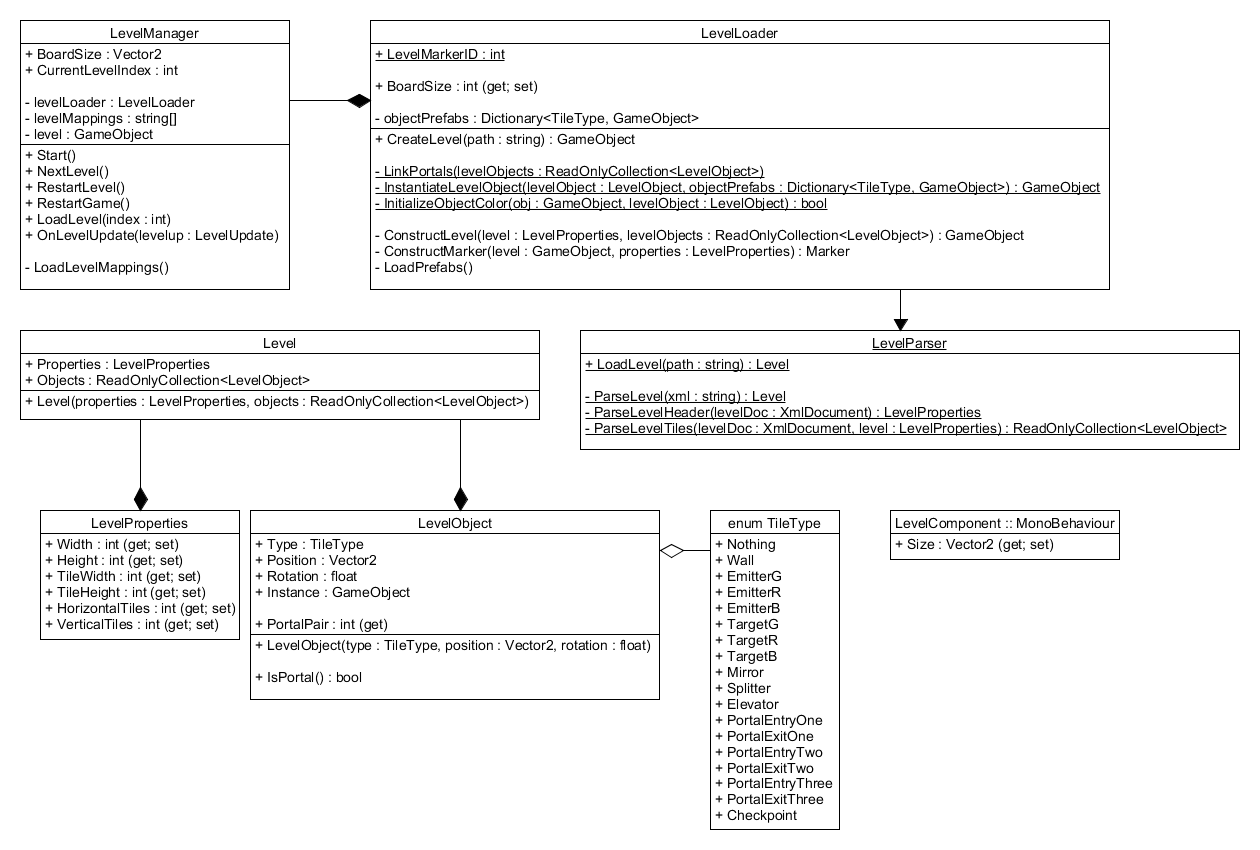 LevelManager
+ BoardSize : Vector2
+ CurrentLevelIndex : int
- levelLoader : LevelLoader
- levelMappings : string[]
- level : GameObject
+ Start()
+ NextLevel()
+ RestartLevel()
+ RestartGame()
+ LoadLevel(index : int)
+ OnLevelUpdate(levelup : LevelUpdate)
- LoadLevelMappings()
LevelLoader
+ LevelMarkerID : int
+ BoardSize : int (get; set)
- objectPrefabs : Dictionary<TileType, GameObject>
+ CreateLevel(path : string) : GameObject
- LinkPortals(levelObjects : ReadOnlyCollection<LevelObject>)
- InstantiateLevelObject(levelObject : LevelObject, objectPrefabs : Dictionary<TileType, GameObject>) : GameObject
- InitializeObjectColor(obj : GameObject, levelObject : LevelObject) : bool
- ConstructLevel(level : LevelProperties, levelObjects : ReadOnlyCollection<LevelObject>) : GameObject
- ConstructMarker(level : GameObject, properties : LevelProperties) : Marker
- LoadPrefabs()
Level
+ Properties : LevelProperties
+ Objects : ReadOnlyCollection<LevelObject>
+ Level(properties : LevelProperties, objects : ReadOnlyCollection<LevelObject>)
LevelParser
+ LoadLevel(path : string) : Level
- ParseLevel(xml : string) : Level
- ParseLevelHeader(levelDoc : XmlDocument) : LevelProperties
- ParseLevelTiles(levelDoc : XmlDocument, level : LevelProperties) : ReadOnlyCollection<LevelObject>
LevelProperties
+ Width : int (get; set)
+ Height : int (get; set)
+ TileWidth : int (get; set)
+ TileHeight : int (get; set)
+ HorizontalTiles : int (get; set)
+ VerticalTiles : int (get; set)
LevelObject
+ Type : TileType
+ Position : Vector2
+ Rotation : float
+ Instance : GameObject
+ PortalPair : int (get)
+ LevelObject(type : TileType, position : Vector2, rotation : float)
+ IsPortal() : bool
enum TileType
+ Nothing
+ Wall
+ EmitterG
+ EmitterR
+ EmitterB
+ TargetG
+ TargetR
+ TargetB
+ Mirror
+ Splitter
+ Elevator
+ PortalEntryOne
+ PortalExitOne
+ PortalEntryTwo
+ PortalExitTwo
+ PortalEntryThree
+ PortalExitThree
+ Checkpoint
LevelComponent :: MonoBehaviour
+ Size : Vector2 (get; set)